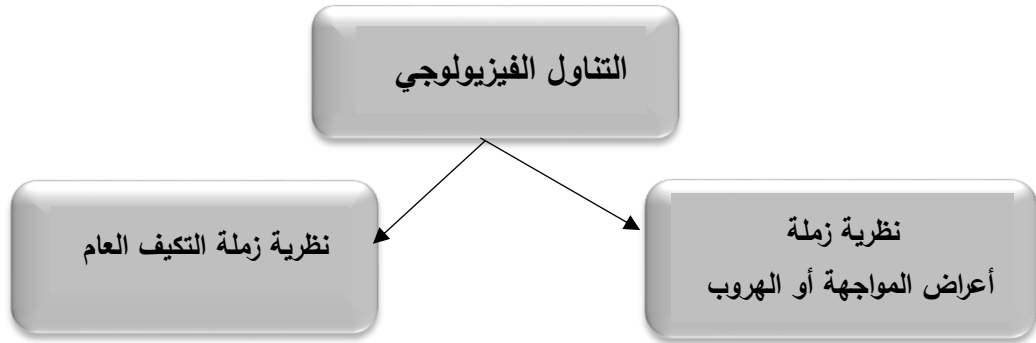 التناول الفيزيولوجي
نظرية زملة
أعراض المواجهة أو الهروب
نظرية زملة التكيف العام